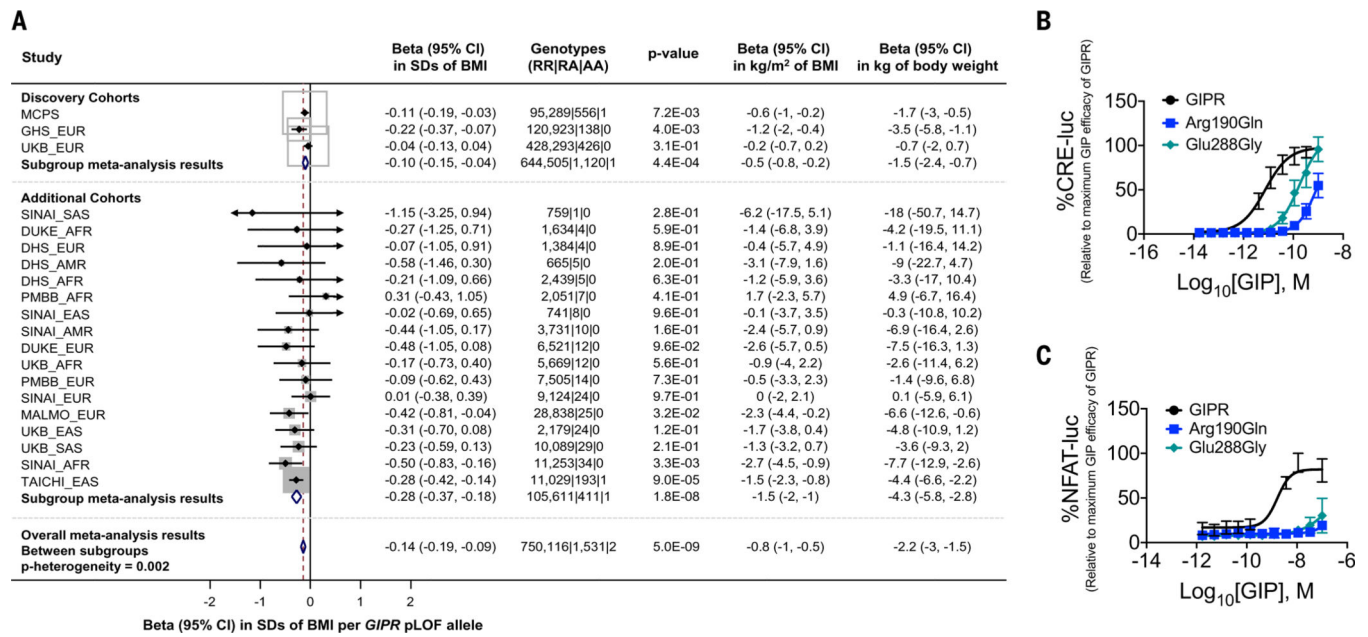 A
Study
Beta (95% CI)
in SDs of BMI
Genotypes
(RR|RA|AA)
p-value
Beta (95% CI)
in kg/m² of BMI
Beta (95% CI)
in kg of body weight
Discovery Cohorts
MCPS -0.11 (-0.19, -0.03) 95,289|556|1 7.2E-03 -0.6 (-1, -0.2) -1.7 (-3, -0.5)
GHS_EUR -0.22 (-0.37, -0.07) 120,923|138|0 4.0E-03 -1.2 (-2, -0.4) -3.5 (-5.8, -1.1)
UKB_EUR -0.04 (-0.13, 0.04) 428,293|426|0 3.1E-01 -0.2 (-0.7, 0.2) -0.7 (-2, 0.7)
Subgroup meta-analysis results -0.10 (-0.15, -0.04) 644,505|1,120|1 4.4E-04 -0.5 (-0.8, -0.2) -1.5 (-2.4, -0.7)
Additional Cohorts
SINAI_SAS -1.15 (-3.25, 0.94) 759|1|0 2.8E-01 -6.2 (-17.5, 5.1) -18 (-50.7, 14.7)
DUKE_AFR -0.27 (-1.25, 0.71) 1,634|4|0 5.9E-01 -1.4 (-6.8, 3.9) -4.2 (-19.5, 11.1)
DHS_EUR -0.07 (-1.05, 0.91) 1,384|4|0 8.9E-01 -0.4 (-5.7, 4.9) -1.1 (-16.4, 14.2)
DHS_AMR -0.58 (-1.46, 0.30) 665|5|0 2.0E-01 -3.1 (-7.9, 1.6) -9 (-22.7, 4.7)
DHS_AFR -0.21 (-1.09, 0.66) 2,439|5|0 6.3E-01 -1.2 (-5.9, 3.6) -3.3 (-17, 10.4)
PMBB_AFR 0.31 (-0.43, 1.05) 2,051|7|0 4.1E-01 1.7 (-2.3, 5.7) 4.9 (-6.7, 16.4)
SINAI_EAS -0.02 (-0.69, 0.65) 741|8|0 9.6E-01 -0.1 (-3.7, 3.5) -0.3 (-10.8, 10.2)
SINAI_AMR -0.44 (-1.05, 0.17) 3,731|10|0 1.6E-01 -2.4 (-5.7, 0.9) -6.9 (-16.4, 2.6)
DUKE_EUR -0.48 (-1.05, 0.08) 6,521|12|0 9.6E-02 -2.6 (-5.7, 0.5) -7.5 (-16.3, 1.3)
UKB_AFR -0.17 (-0.73, 0.40) 5,669|12|0 5.6E-01 -0.9 (-4, 2.2) -2.6 (-11.4, 6.2)
PMBB_EUR -0.09 (-0.62, 0.43) 7,505|14|0 7.3E-01 -0.5 (-3.3, 2.3) -1.4 (-9.6, 6.8)
SINAI_EUR 0.01 (-0.38, 0.39) 9,124|24|0 9.7E-01 0 (-2, 2.1) 0.1 (-5.9, 6.1)
MALMO_EUR -0.42 (-0.81, -0.04) 28,838|25|0 3.2E-02 -2.3 (-4.4, -0.2) -6.6 (-12.6, -0.6)
UKB_EAS -0.31 (-0.70, 0.08) 2,179|24|0 1.2E-01 -1.7 (-3.8, 0.4) -4.8 (-10.9, 1.2)
UKB_SAS -0.23 (-0.59, 0.13) 10,089|29|0 2.1E-01 -1.3 (-3.2, 0.7) -3.6 (-9.3, 2)
SINAI_AFR -0.50 (-0.83, -0.16) 11,253|34|0 3.3E-03 -2.7 (-4.5, -0.9) -7.7 (-12.9, -2.6)
TAICHI_EAS -0.28 (-0.42, -0.14) 11,029|193|1 9.0E-05 -1.5 (-2.3, -0.8) -4.4 (-6.6, -2.2)
Subgroup meta-analysis results -0.28 (-0.37, -0.18) 105,611|411|1 1.8E-08 -1.5 (-2, -1) -4.3 (-5.8, -2.8)
Overall meta-analysis results
Between subgroups -0.14 (-0.19, -0.09) 750,116|1,531|2 5.0E-09 -0.8 (-1, -0.5) -2.2 (-3, -1.5)
p-heterogeneity = 0.002
-2 -1 0 1 2
Beta (95% CI) in SDs of BMI per GIPR pLOF allele
B
%CRE-luc
(Relative to maximum GIP efficacy of GIPR)
150
100
50
0
GIPR
Arg190Gln
Glu288Gly
-16 -14 -12 -10 -8
Log10[GIP], M
C
%NFAT-luc
(Relative to maximum GIP efficacy of GIPR)
150
100
50
0
GIPR
Arg190Gln
Glu288Gly
-14 -12 -10 -8 -6
Log10[GIP], M